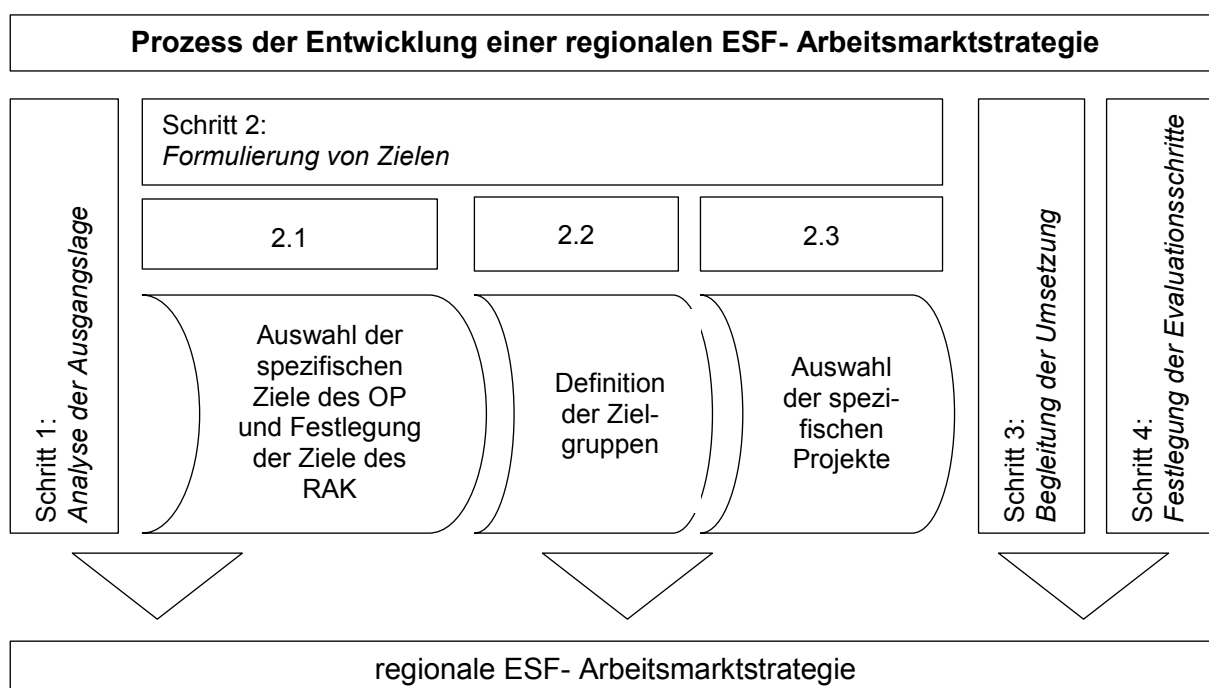 Prozess der Entwicklung einer regionalen ESF- Arbeitsmarktstrategie
Schritt 1:
Analyse der Ausgangslage
Schritt 2:
Formulierung von Zielen
2.1
2.2
2.3
Auswahl der
spezifischen
Ziele des OP
und Festlegung
der Ziele des
RAK
Definition
der Ziel-
gruppen
Auswahl
der spezi-
fischen
Projekte
Schritt 3:
Begleitung der Umsetzung
Schritt 4:
Festlegung der Evaluationsschritte
regionale ESF- Arbeitsmarktstrategie